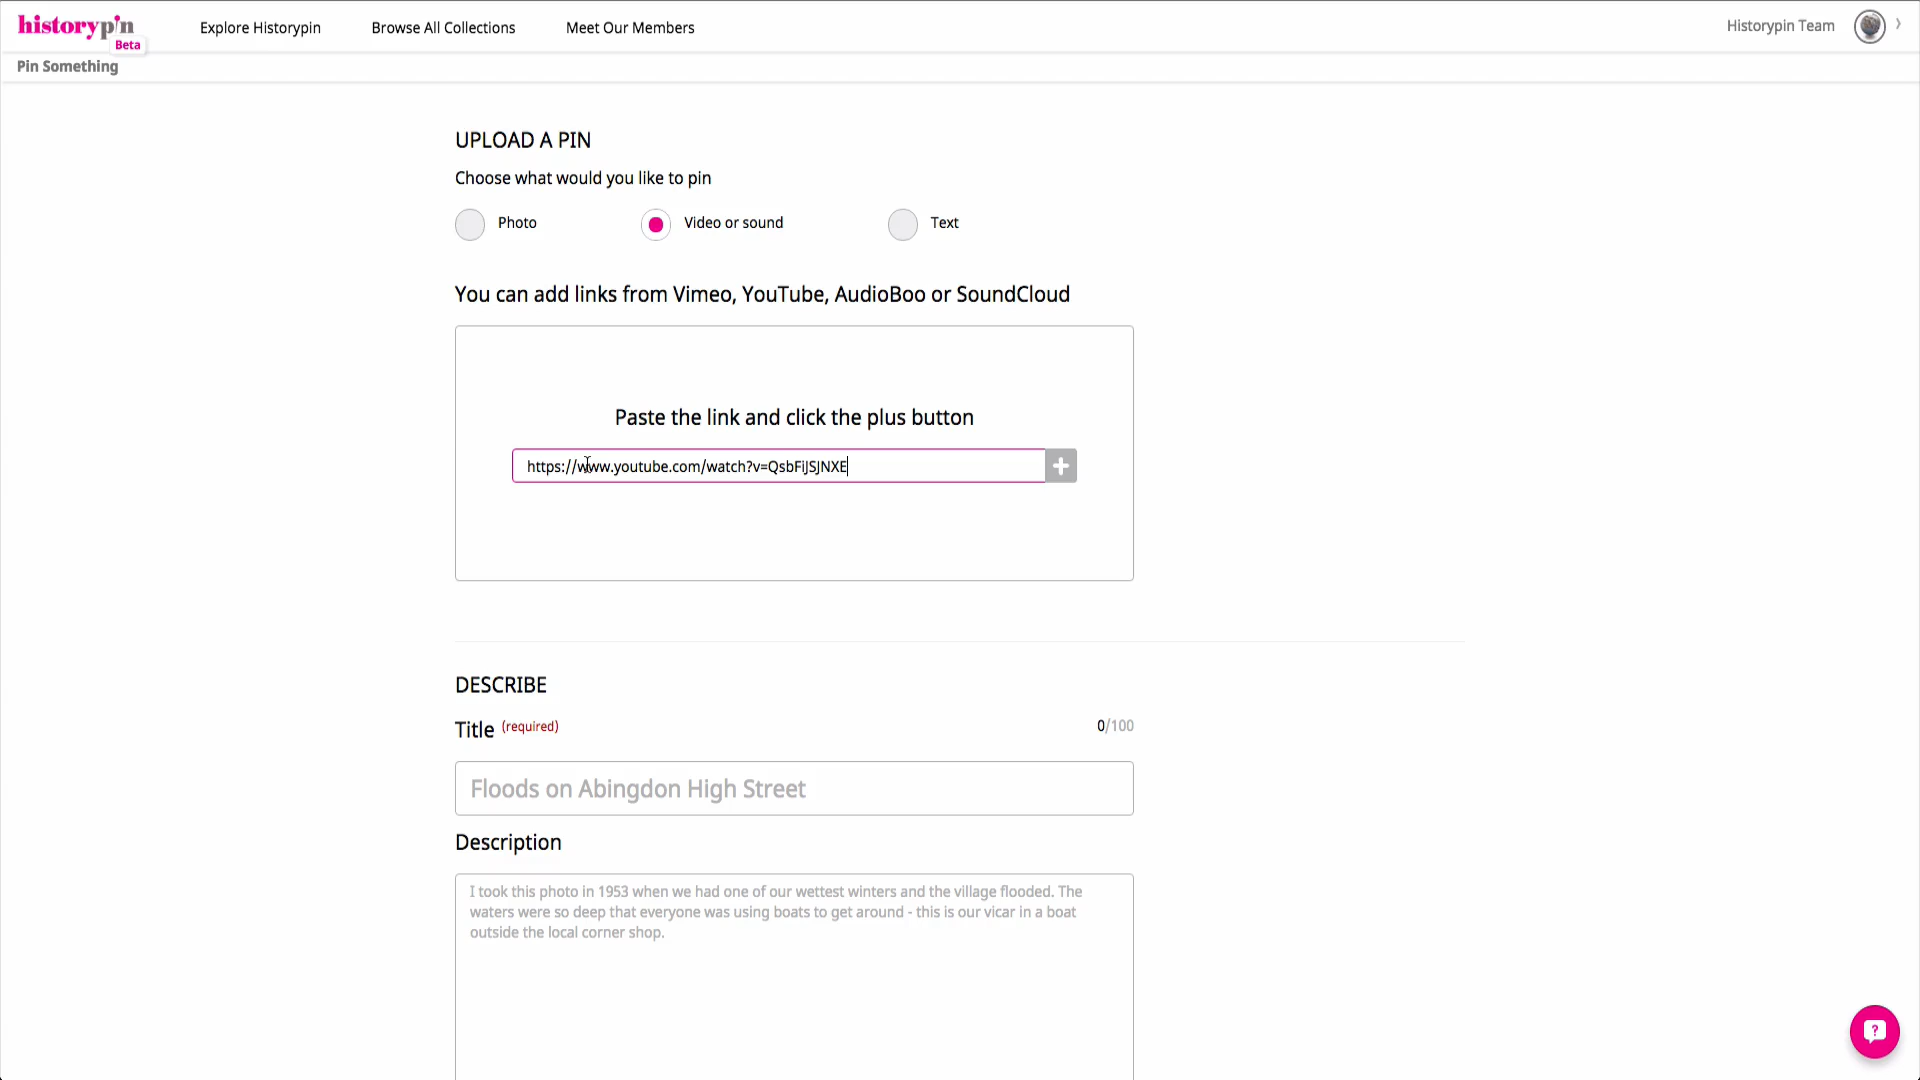 historypin
Beta
Explore Historypin
Browse All Collections
Meet Our Members
Historypin Team
Pin Something
UPLOAD A PIN
Choose what would you like to pin
Photo
Video or sound
Text
You can add links from Vimeo, YouTube, AudioBoo or SoundCloud
Paste the link and click the plus button
https://www.youtube.com/watch?v=QsbFiJSJNXE
DESCRIBE
Title (required)
0/100
Floods on Abingdon High Street
Description
I took this photo in 1953 when we had one of our wettest winters and the village flooded. The
waters were so deep that everyone was using boats to get around - this is our vicar in a boat
outside the local corner shop.